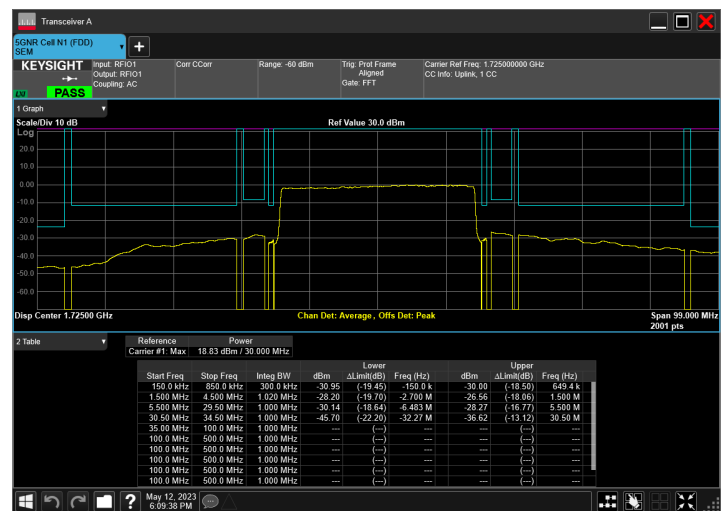 Transceiver A
5GNR Cell N1 (FDD)
SEM
KEYSIGHT
LXI
PASS
Input: RFIO1
Output: RFIO1
Coupling: AC
Corr CCorr
Range: -60 dBm
Trig: Prot Frame
Aligned
Gate: FFT
Carrier Ref Freq: 1.725000000 GHz
CC Info: Uplink, 1 CC
1 Graph
Scale/Div 10 dB
Ref Value 30.0 dBm
Log
20.0
10.0
0.00
-10.0
-20.0
-30.0
-40.0
-50.0
-60.0
Disp Center 1.72500 GHz
Chan Det: Average, Offs Det: Peak
Span 99.000 MHz
2001 pts
2 Table
Reference Power
Carrier #1: Max 18.83 dBm / 30.000 MHz
Lower Upper
Start Freq Stop Freq Integ BW dBm ΔLimit(dB) Freq (Hz) dBm ΔLimit(dB) Freq (Hz)
150.0 kHz 850.0 kHz 300.0 kHz -30.95 (-19.45) -150.0 k -30.00 (-18.50) 649.4 k
1.500 MHz 4.500 MHz 1.020 MHz -28.20 (-19.70) -2.700 M -26.56 (-18.06) 1.500 M
5.500 MHz 29.50 MHz 1.000 MHz -30.14 (-18.64) -6.483 M -28.27 (-16.77) 5.500 M
30.50 MHz 34.50 MHz 1.000 MHz -45.70 (-22.20) -32.27 M -36.62 (-13.12) 30.50 M
35.00 MHz 100.0 MHz 1.000 MHz --- (---) --- --- (---) ---
100.0 MHz 500.0 MHz 1.000 MHz --- (---) --- --- (---) ---
100.0 MHz 500.0 MHz 1.000 MHz --- (---) --- --- (---) ---
100.0 MHz 500.0 MHz 1.000 MHz --- (---) --- --- (---) ---
100.0 MHz 500.0 MHz 1.000 MHz --- (---) --- --- (---) ---
100.0 MHz 500.0 MHz 1.000 MHz --- (---) --- --- (---) ---
May 12, 2023
6:09:38 PM